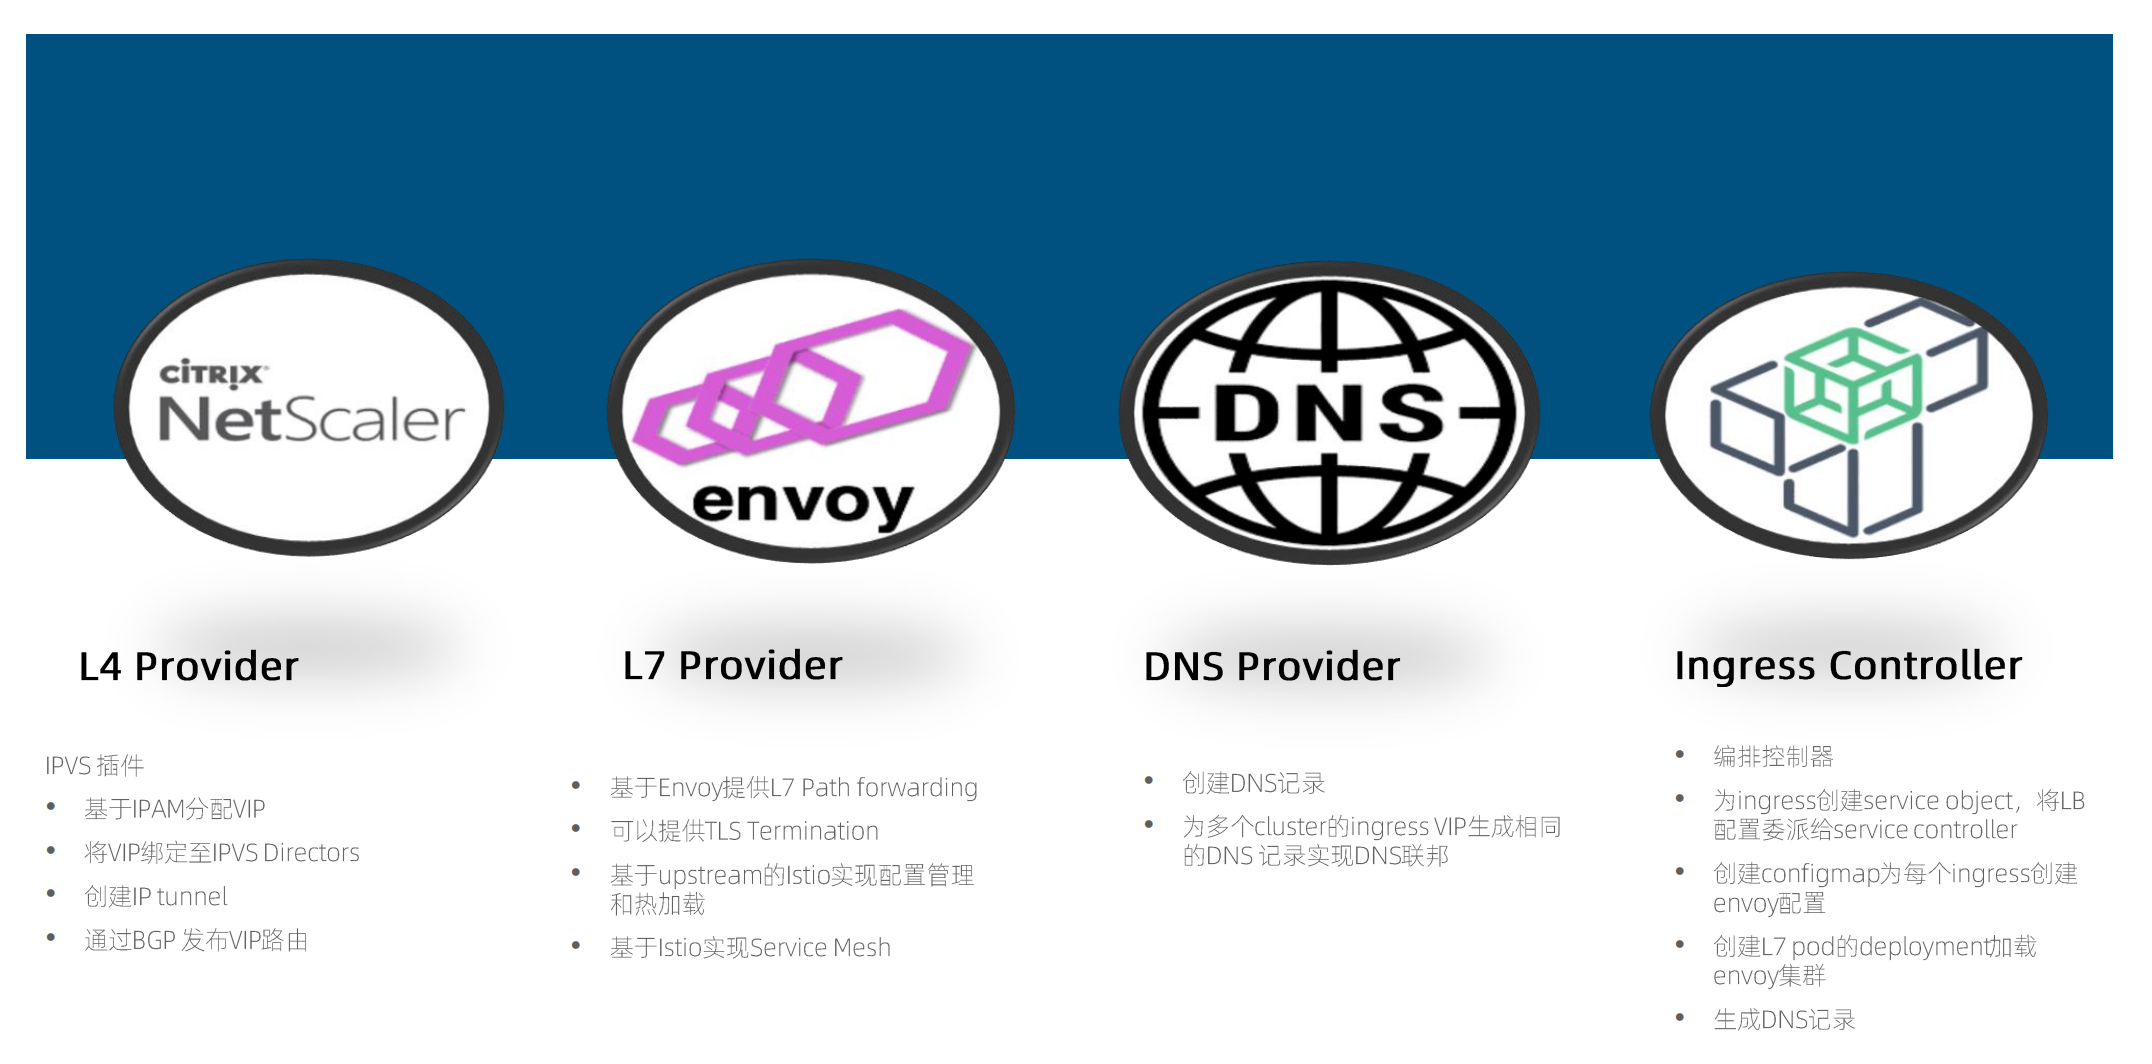 CİTRIX®
NetScaler
envoy
DNS
L4 Provider
IPVS 插件
• 基于IPAM分配VIP
• 将VIP绑定至IPVS Directors
• 创建IP tunnel
• 通过BGP 发布VIP路由
L7 Provider
• 基于Envoy提供L7 Path forwarding
• 可以提供TLS Termination
• 基于upstream的Istio实现配置管理
和热加载
• 基于Istio实现Service Mesh
DNS Provider
• 创建DNS记录
• 为多个cluster的ingress VIP生成相同
的DNS 记录实现DNS联邦
Ingress Controller
• 编排控制器
• 为ingress创建service object，将LB
配置委派给service controller
• 创建configmap为每个ingress创建
envoy配置
• 创建L7 pod的deployment加载
envoy集群
• 生成DNS记录